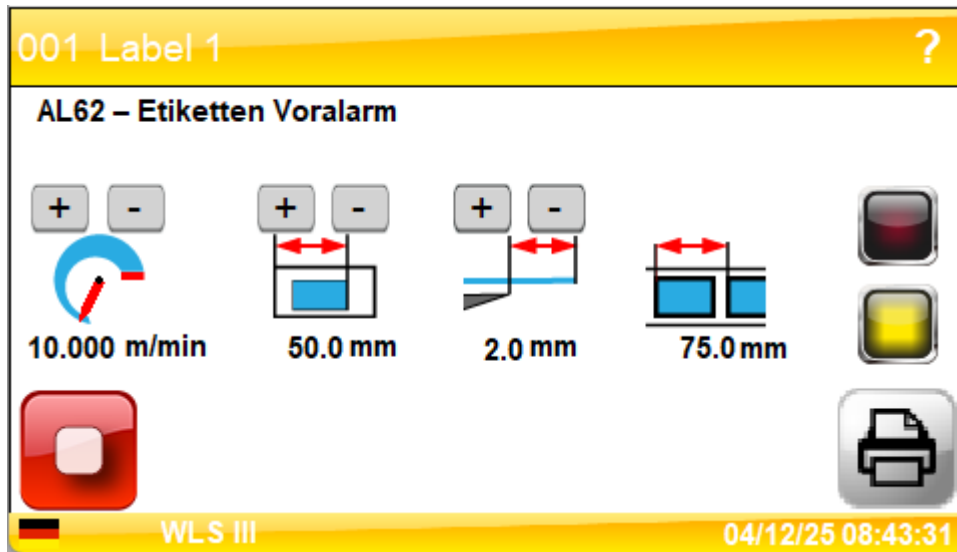 001 Label 1 ?
AL62 – Etiketten Voralarm
+ - + - + -
10.000 m/min 50.0 mm 2.0 mm 75.0 mm
WLS III 04/12/25 08:43:31